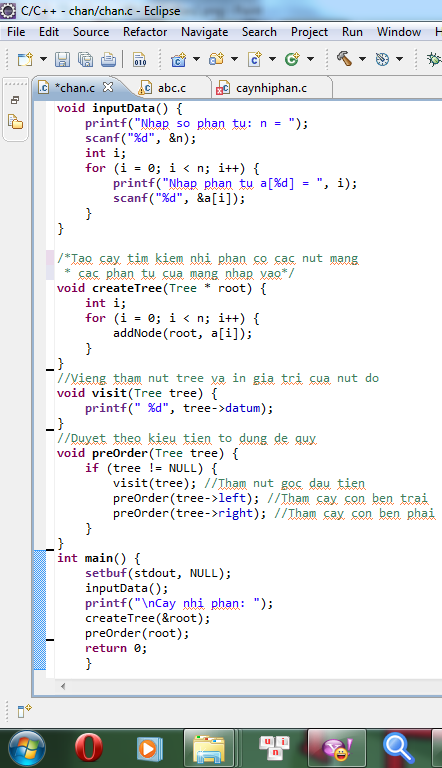 C/C++ - chan/chan.c - Eclipse
File Edit Source Refactor Navigate Search Project Run Window H
*chan.c abc.c caynhiphan.c
void inputData() {
printf("Nhap so phan tu: n = ");
scanf("%d", &n);
int i;
for (i = 0; i < n; i++) {
printf("Nhap phan tu a[%d] = ", i);
scanf("%d", &a[i]);
}
}
/*Tao cay tim kiem nhi phan co cac nut mang
* cac phan tu cua mang nhap vao*/
void createTree(Tree * root) {
int i;
for (i = 0; i < n; i++) {
addNode(root, a[i]);
}
}
//Vieng tham nut tree va in gia tri cua nut do
void visit(Tree tree) {
printf(" %d", tree->datum);
}
//Duyet theo kieu tien to dung de quy
void preOrder(Tree tree) {
if (tree != NULL) {
visit(tree); //Tham nut goc dau tien
preOrder(tree->left); //Tham cay con ben trai
preOrder(tree->right); //Tham cay con ben phai
}
}
int main() {
setbuf(stdout, NULL);
inputData();
printf("\nCay nhi phan: ");
createTree(&root);
preOrder(root);
return 0;
}